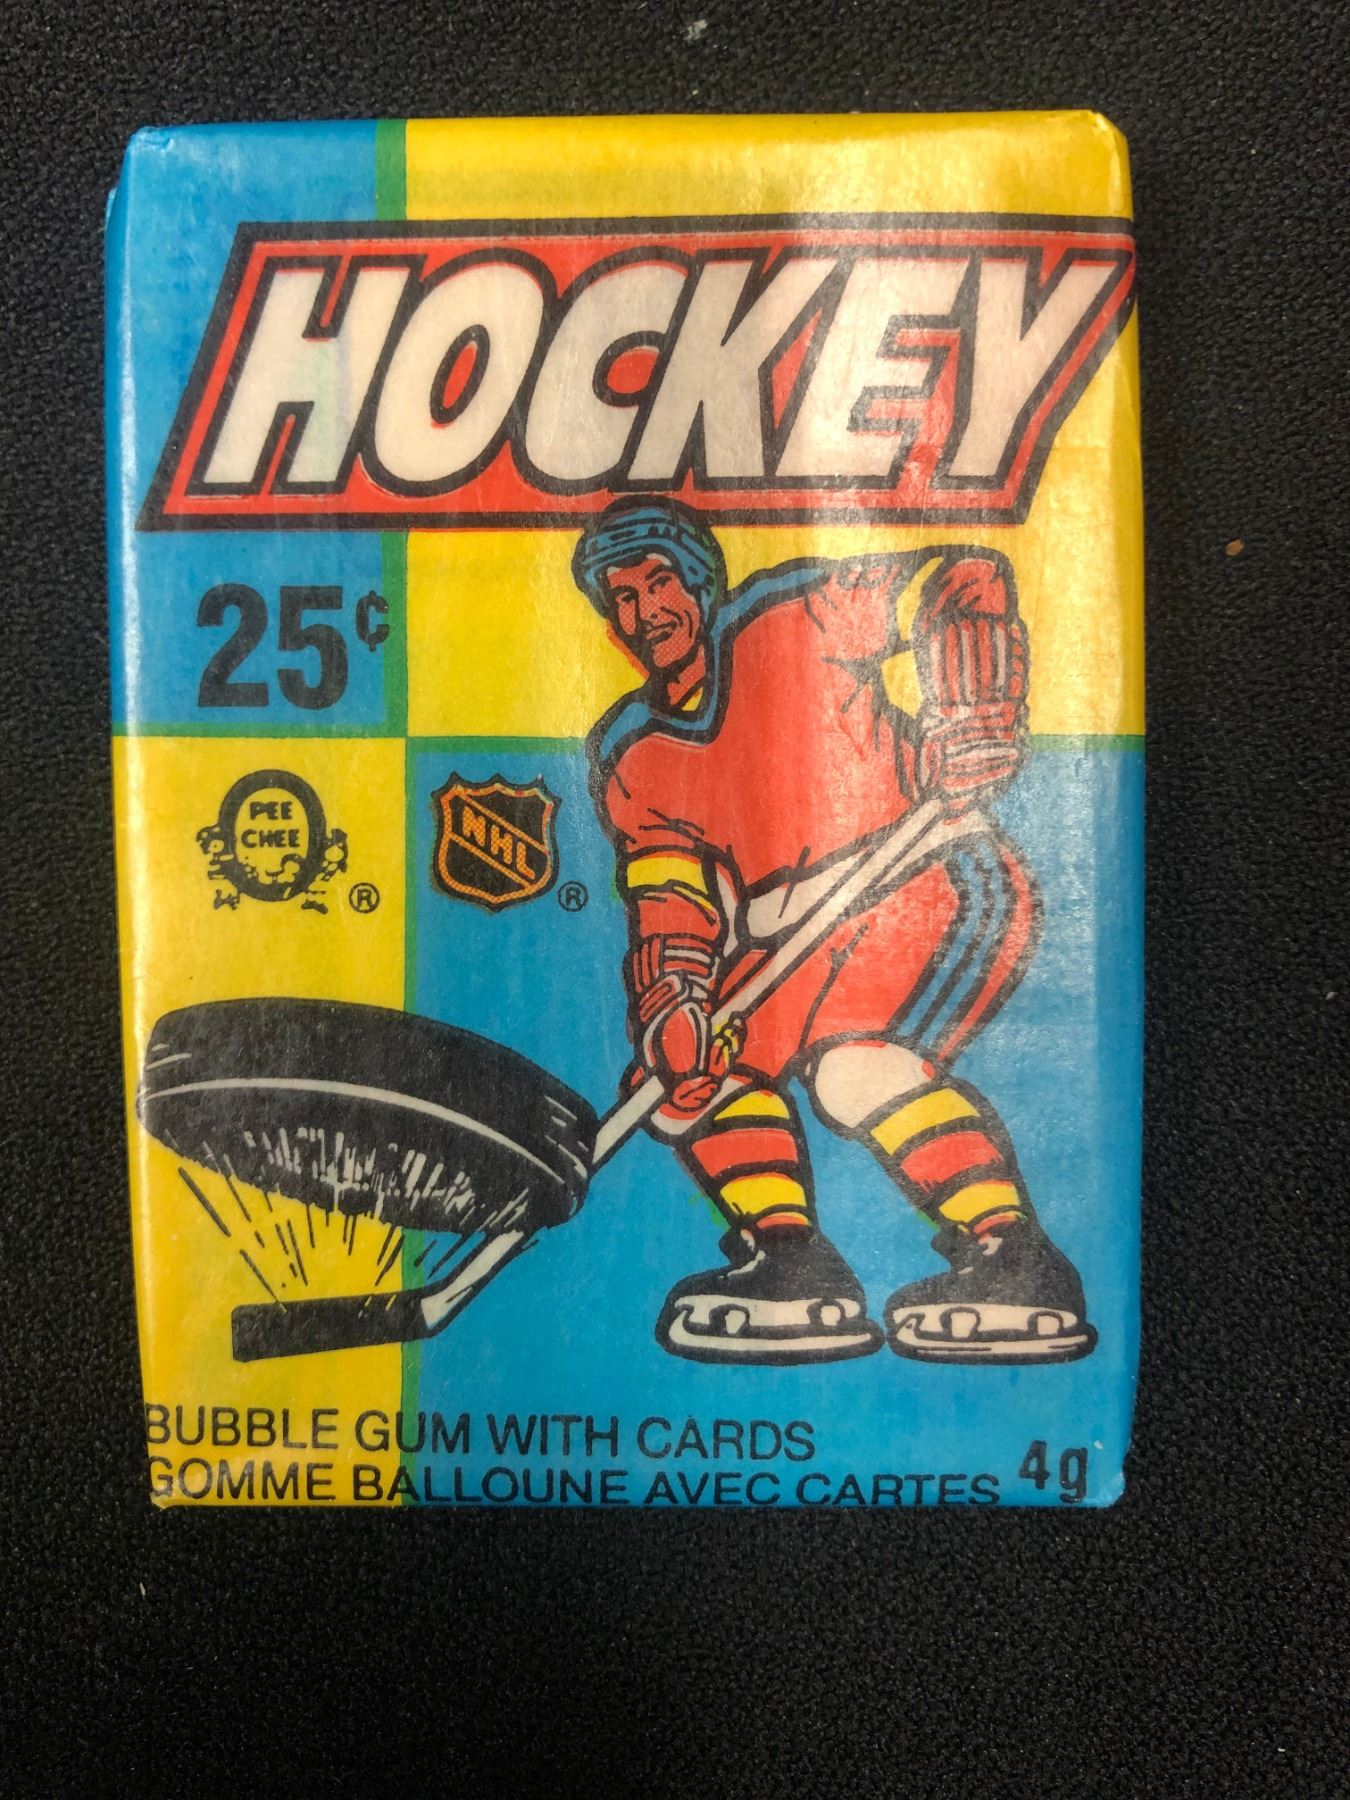 HOCKEY
25¢
PEE
CHEE
®
NHL
®
BUBBLE GUM WITH CARDS
GOMME BALLOUNE AVEC CARTES 4g